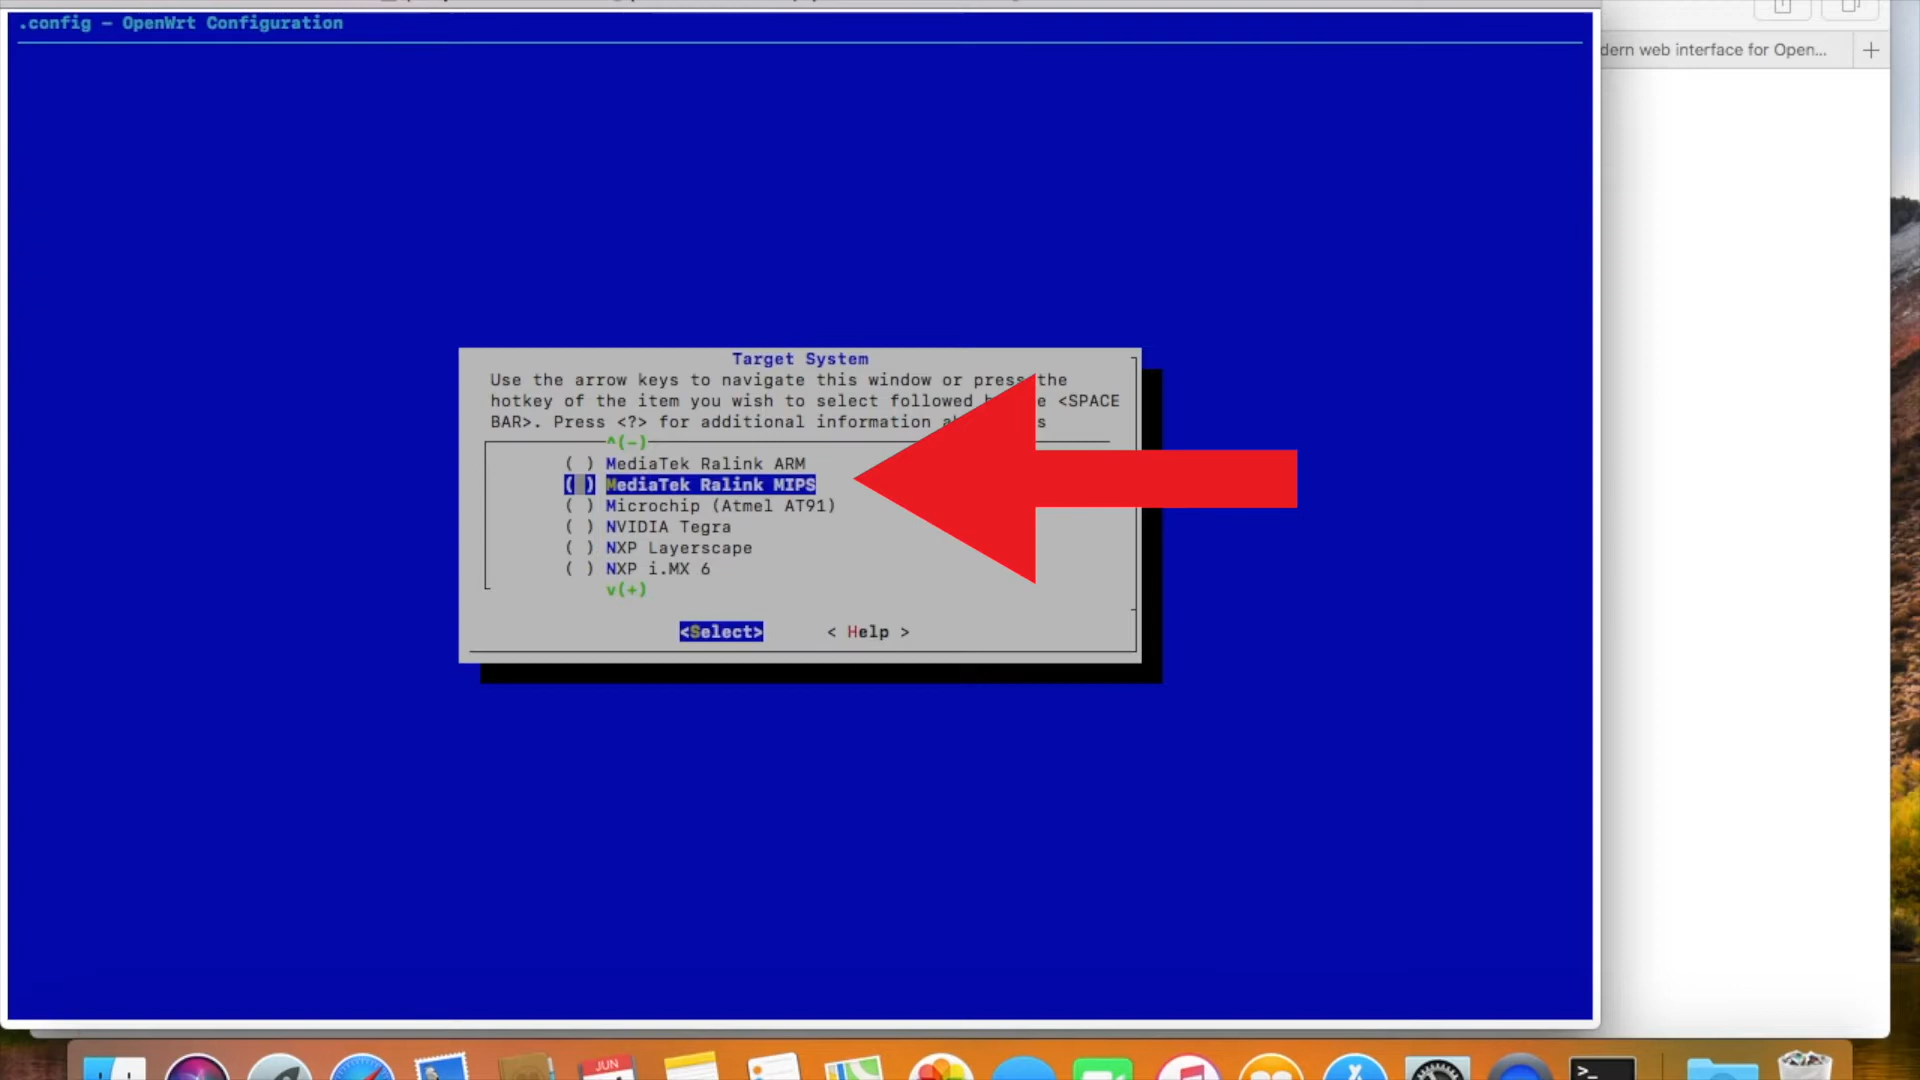 .config - OpenWrt Configuration
dern web interface for Open...
Target System
Use the arrow keys to navigate this window or press the
hotkey of the item you wish to select followed e <SPACE
BAR>. Press <?> for additional information
^(-)
( ) MediaTek Ralink ARM
( ) MediaTek Ralink MIPS
( ) Microchip (Atmel AT91)
( ) NVIDIA Tegra
( ) NXP Layerscape
( ) NXP i.MX 6
v(+)
<Select> < Help >
JUN
>_